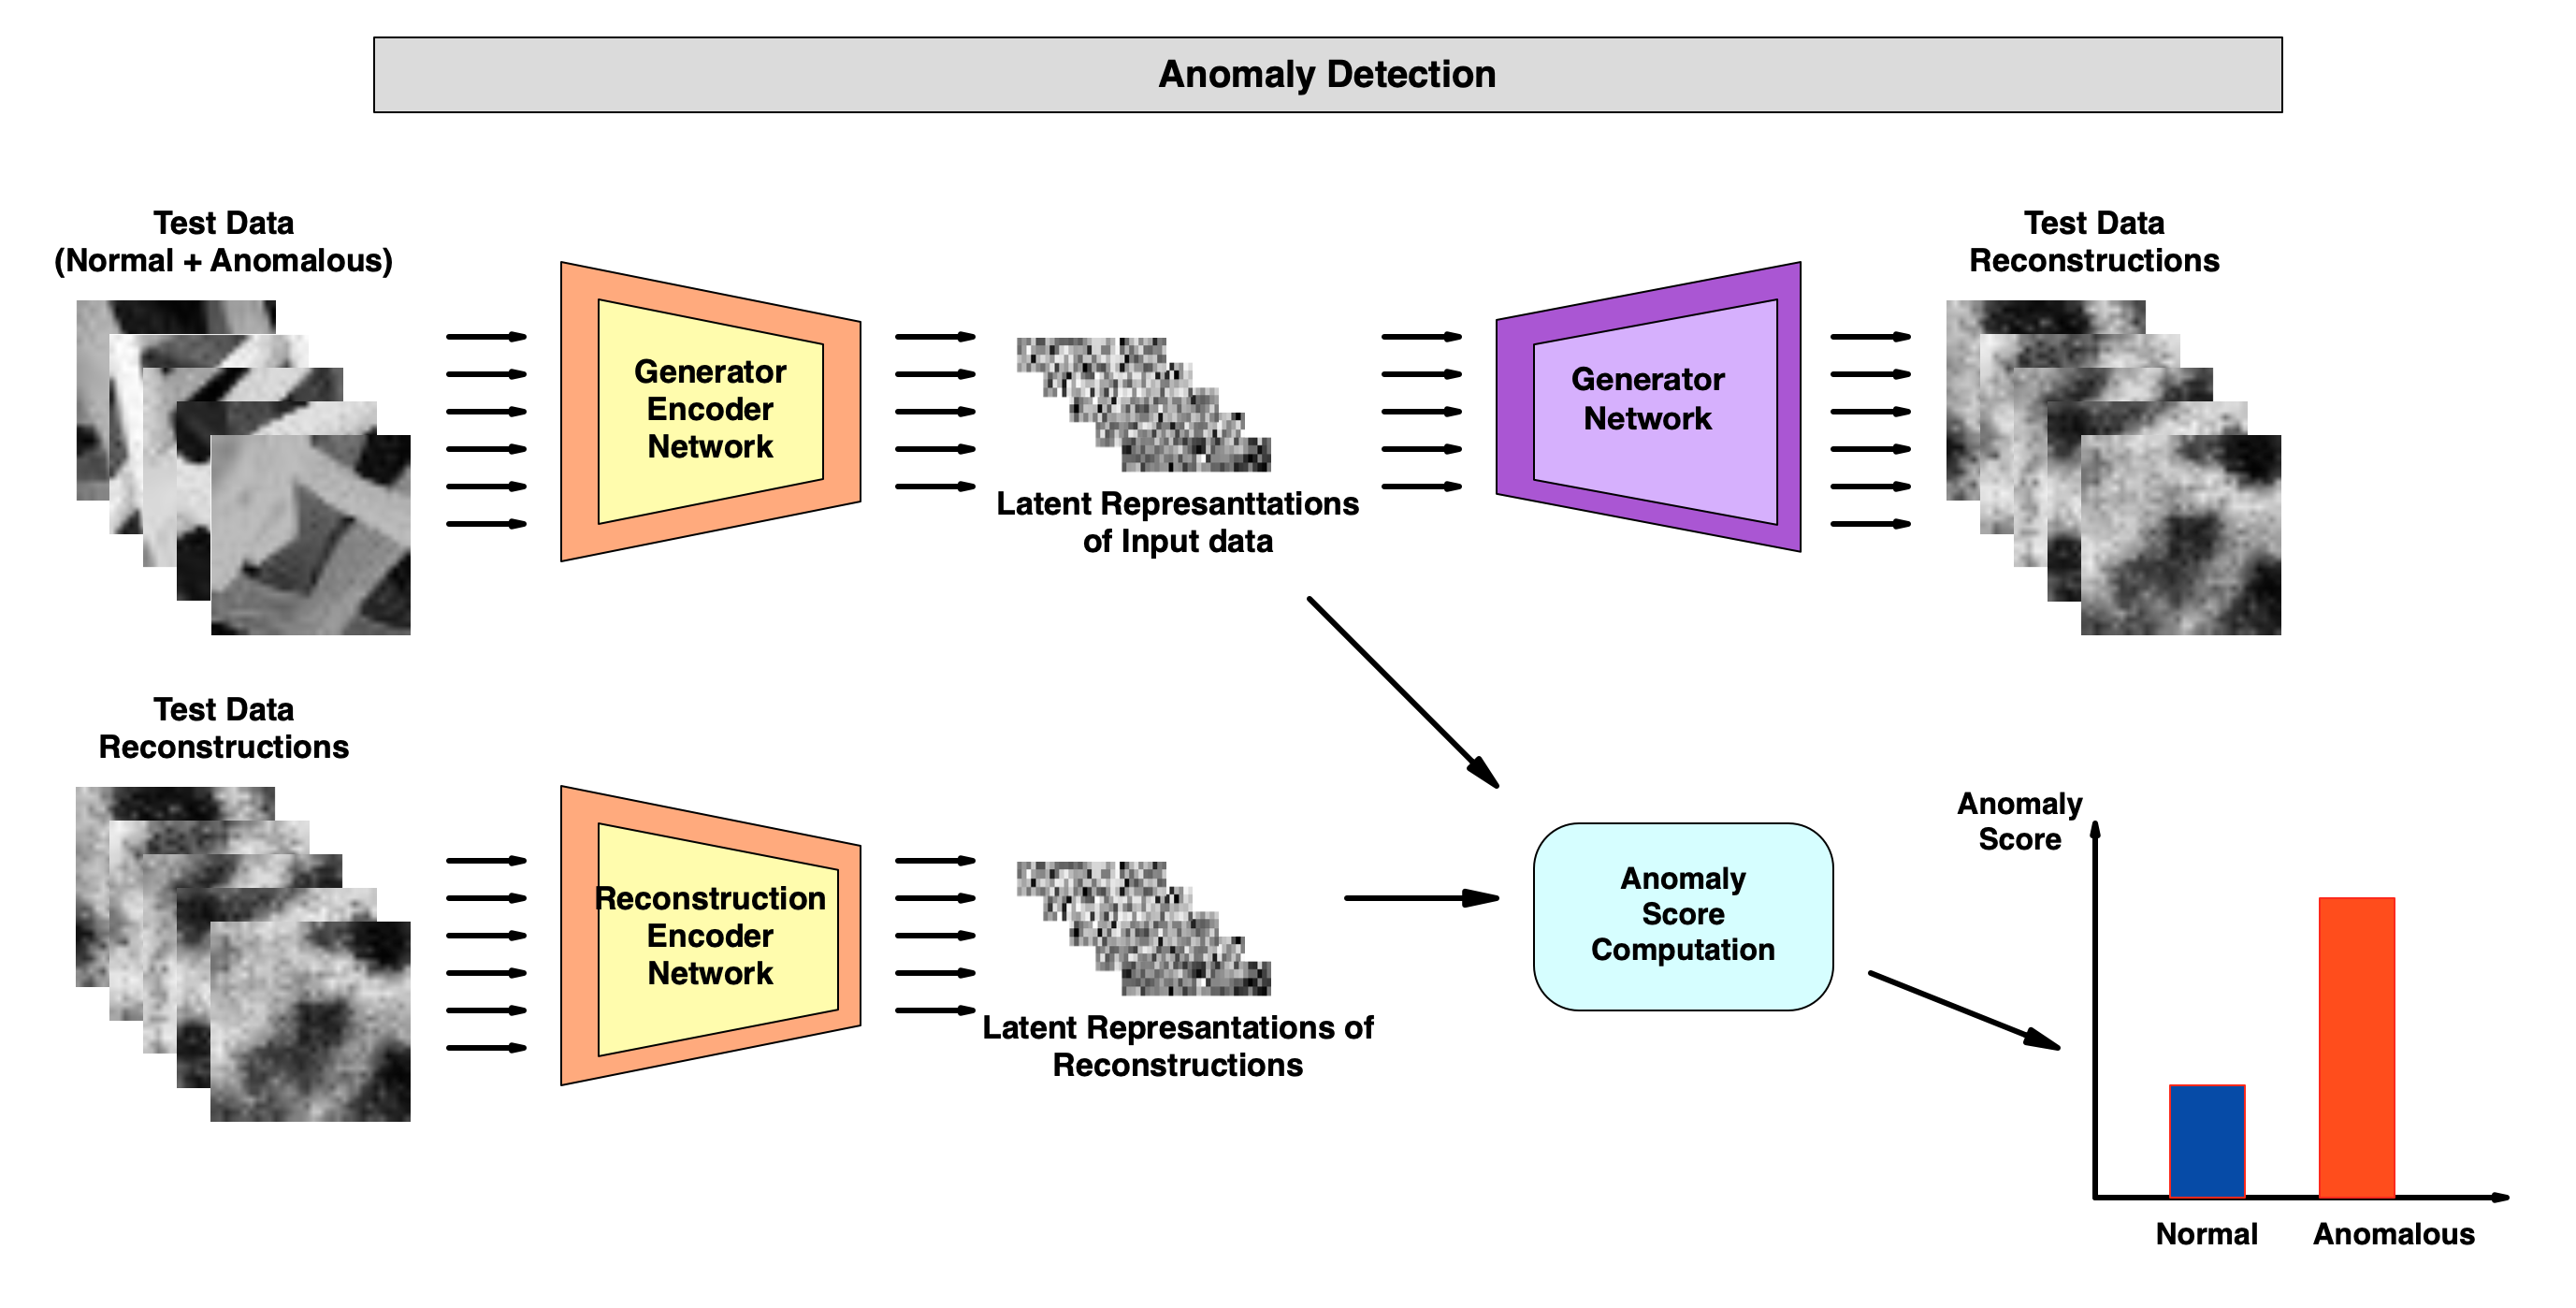 Anomaly Detection
Test Data
(Normal + Anomalous)
Generator
Encoder
Network
Latent Represanttations
of Input data
Generator
Network
Test Data
Reconstructions
Test Data
Reconstructions
Reconstruction
Encoder
Network
Latent Represantations of
Reconstructions
Anomaly
Score
Computation
Anomaly
Score
Normal
Anomalous